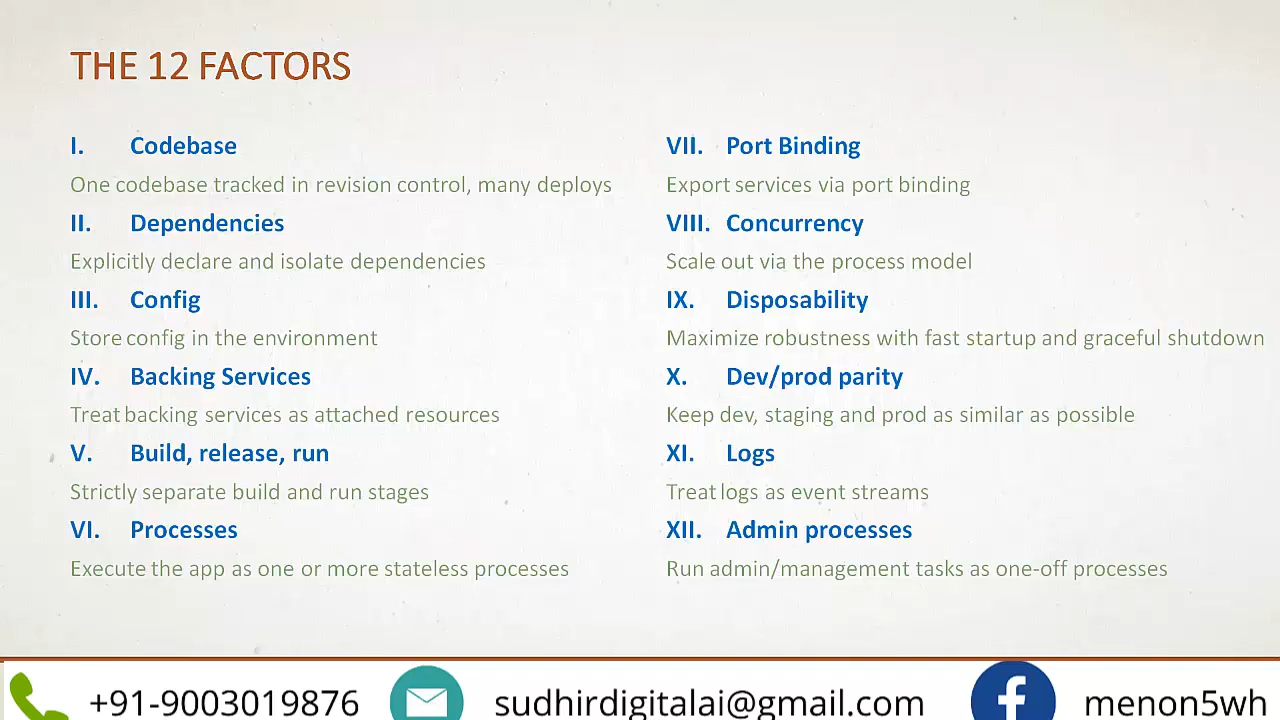 THE 12 FACTORS
I. Codebase
One codebase tracked in revision control, many deploys
II. Dependencies
Explicitly declare and isolate dependencies
III. Config
Store config in the environment
IV. Backing Services
Treat backing services as attached resources
V. Build, release, run
Strictly separate build and run stages
VI. Processes
Execute the app as one or more stateless processes
VII. Port Binding
Export services via port binding
VIII. Concurrency
Scale out via the process model
IX. Disposability
Maximize robustness with fast startup and graceful shutdown
X. Dev/prod parity
Keep dev, staging and prod as similar as possible
XI. Logs
Treat logs as event streams
XII. Admin processes
Run admin/management tasks as one-off processes
+91-9003019876 sudhirdigitalai@gmail.com menon5wh